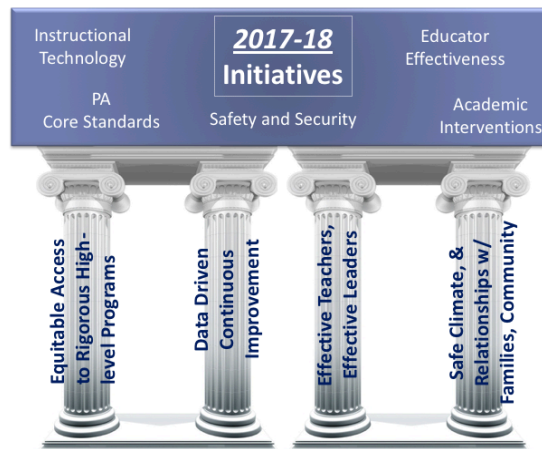 Instructional
Technology
2017-18
Initiatives
Educator
Effectiveness
PA
Core Standards
Safety and Security
Academic
Interventions
Equitable Access
to Rigorous High-
level Programs
Data Driven
Continuous
Improvement
Effective Teachers,
Effective Leaders
Safe Climate, &
Relationships w/
Families, Community